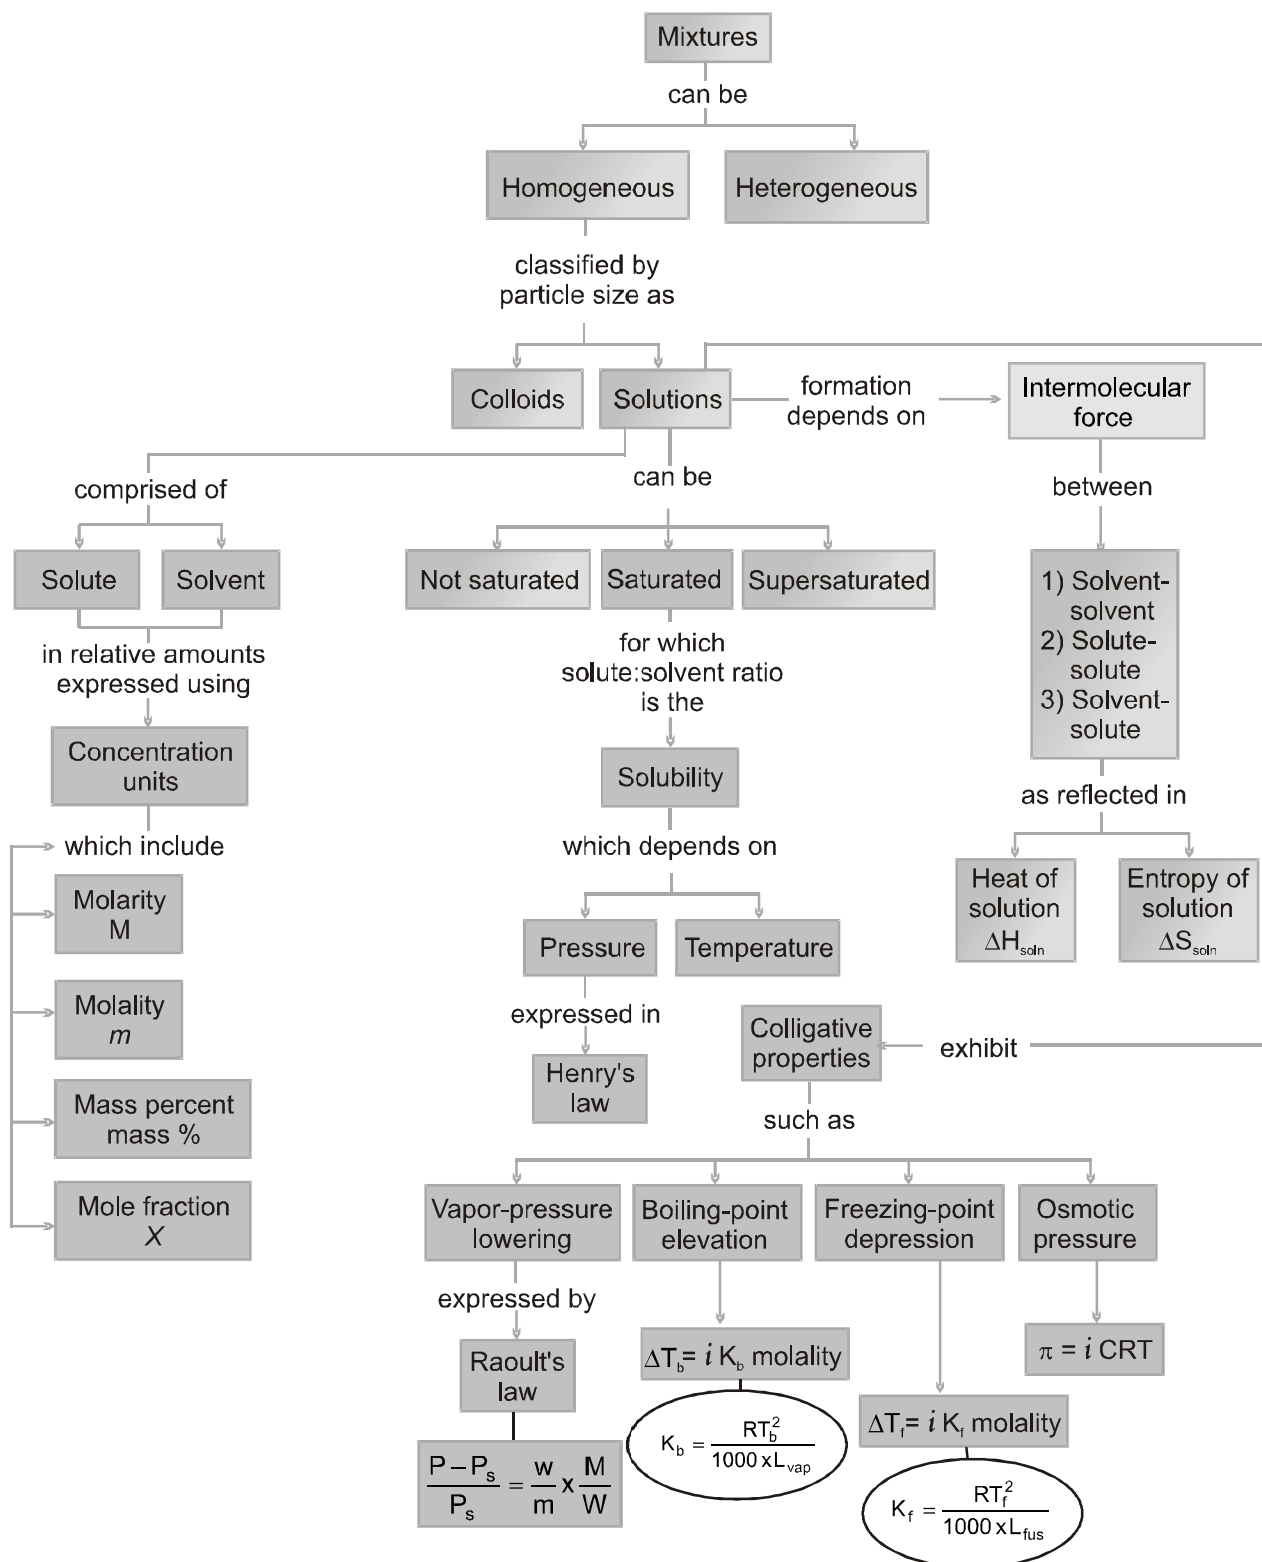 Mixtures
can be
Homogeneous
Heterogeneous
classified by
particle size as
Colloids
Solutions
formation
depends on
Intermolecular
force
comprised of
can be
between
Solute
Solvent
Not saturated
Saturated
Supersaturated
1) Solvent-
solvent
2) Solute-
solute
3) Solvent-
solute
in relative amounts
expressed using
for which
solute:solvent ratio
is the
Concentration
units
Solubility
as reflected in
which include
which depends on
Heat of
solution
ΔH_soln
Entropy of
solution
ΔS_soln
Molarity
M
Pressure
Temperature
Molality
m
expressed in
Colligative
properties
exhibit
Henry's
law
Mass percent
mass %
such as
Mole fraction
X
Vapor-pressure
lowering
Boiling-point
elevation
Freezing-point
depression
Osmotic
pressure
expressed by
Raoult's
law
ΔT_b = i K_b molality
π = i CRT
ΔT_f = i K_f molality
(P – P_s)/P_s = w/m x M/W
K_b = RT_b^2/(1000 x L_vap)
K_f = RT_f^2/(1000 x L_fus)